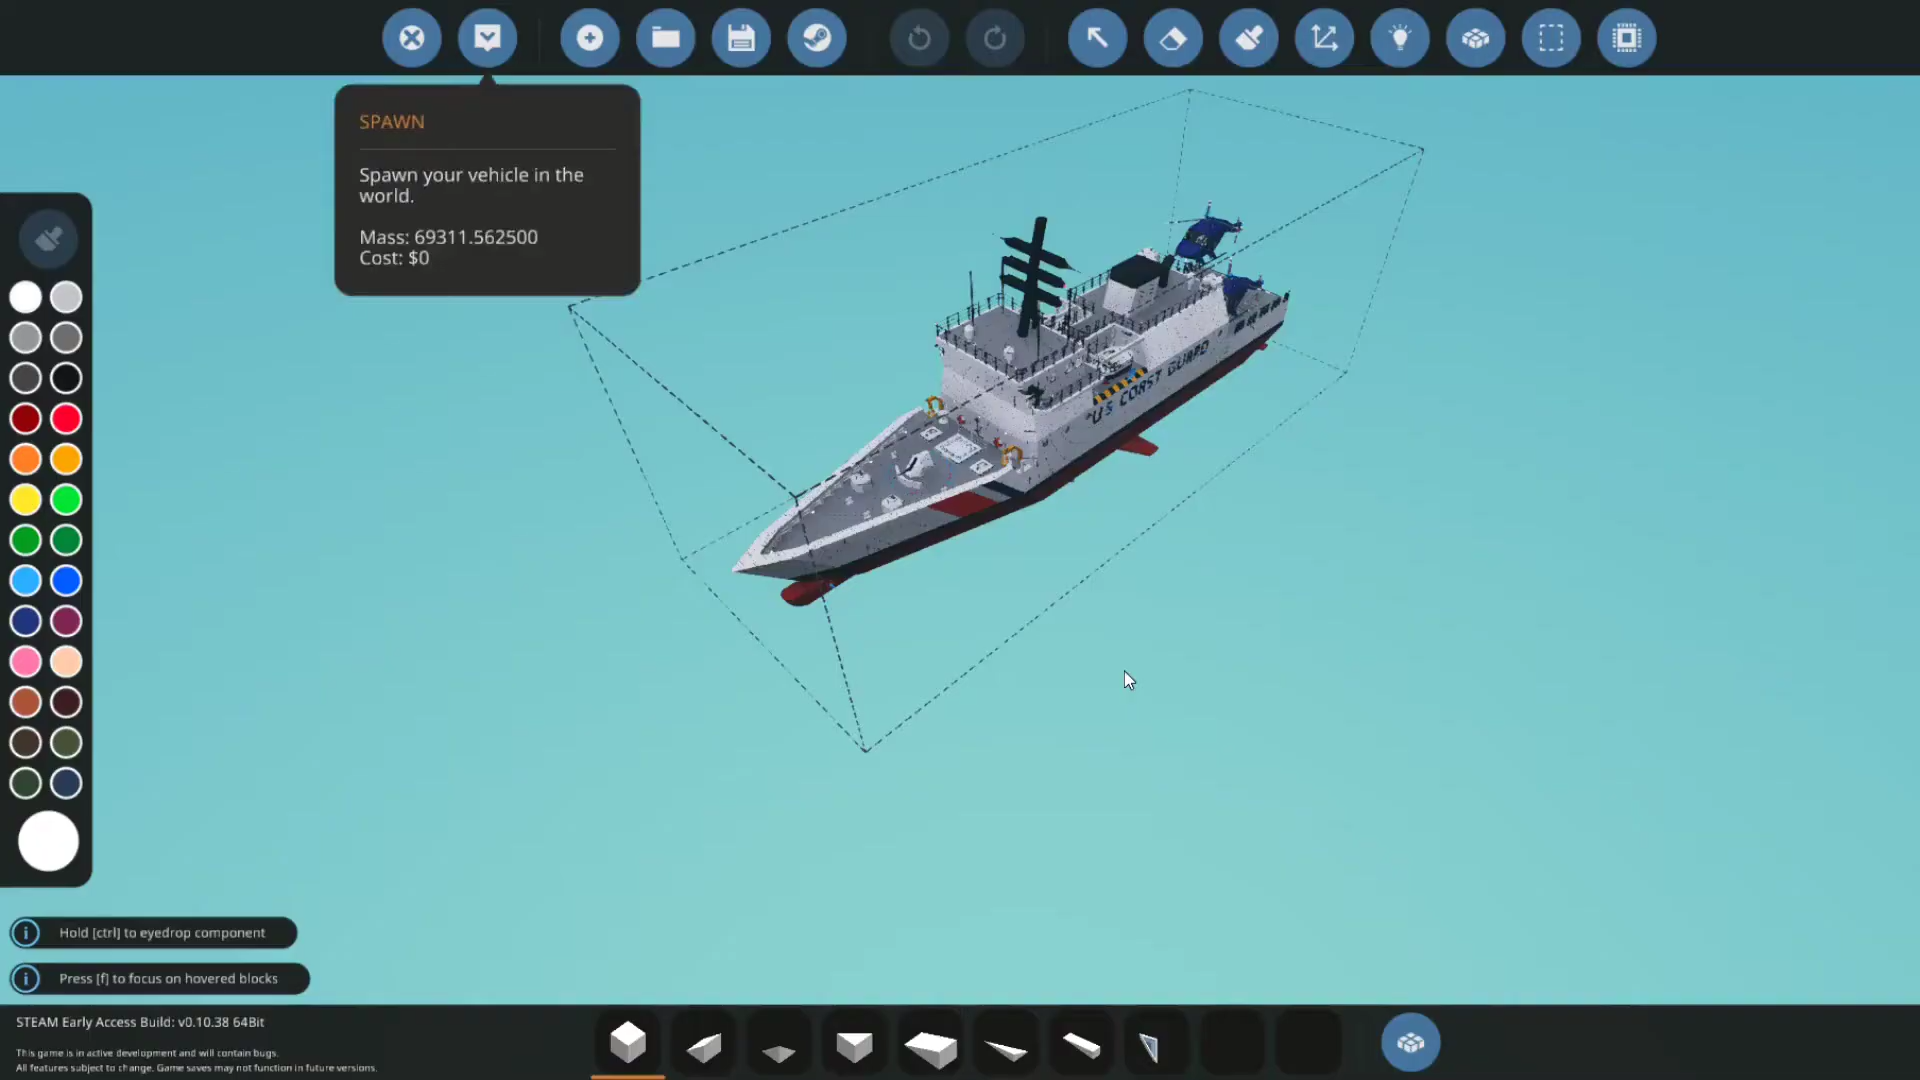 SPAWN
Spawn your vehicle in the
world.
Mass: 69311.562500
Cost: $0
U S COAST GUARD
Hold [ctrl] to eyedrop component
Press [f] to focus on hovered blocks
STEAM Early Access Build: v0.10.38 64Bit
This game is in active development and will contain bugs.
All features subject to change. Game saves may not function in future versions.